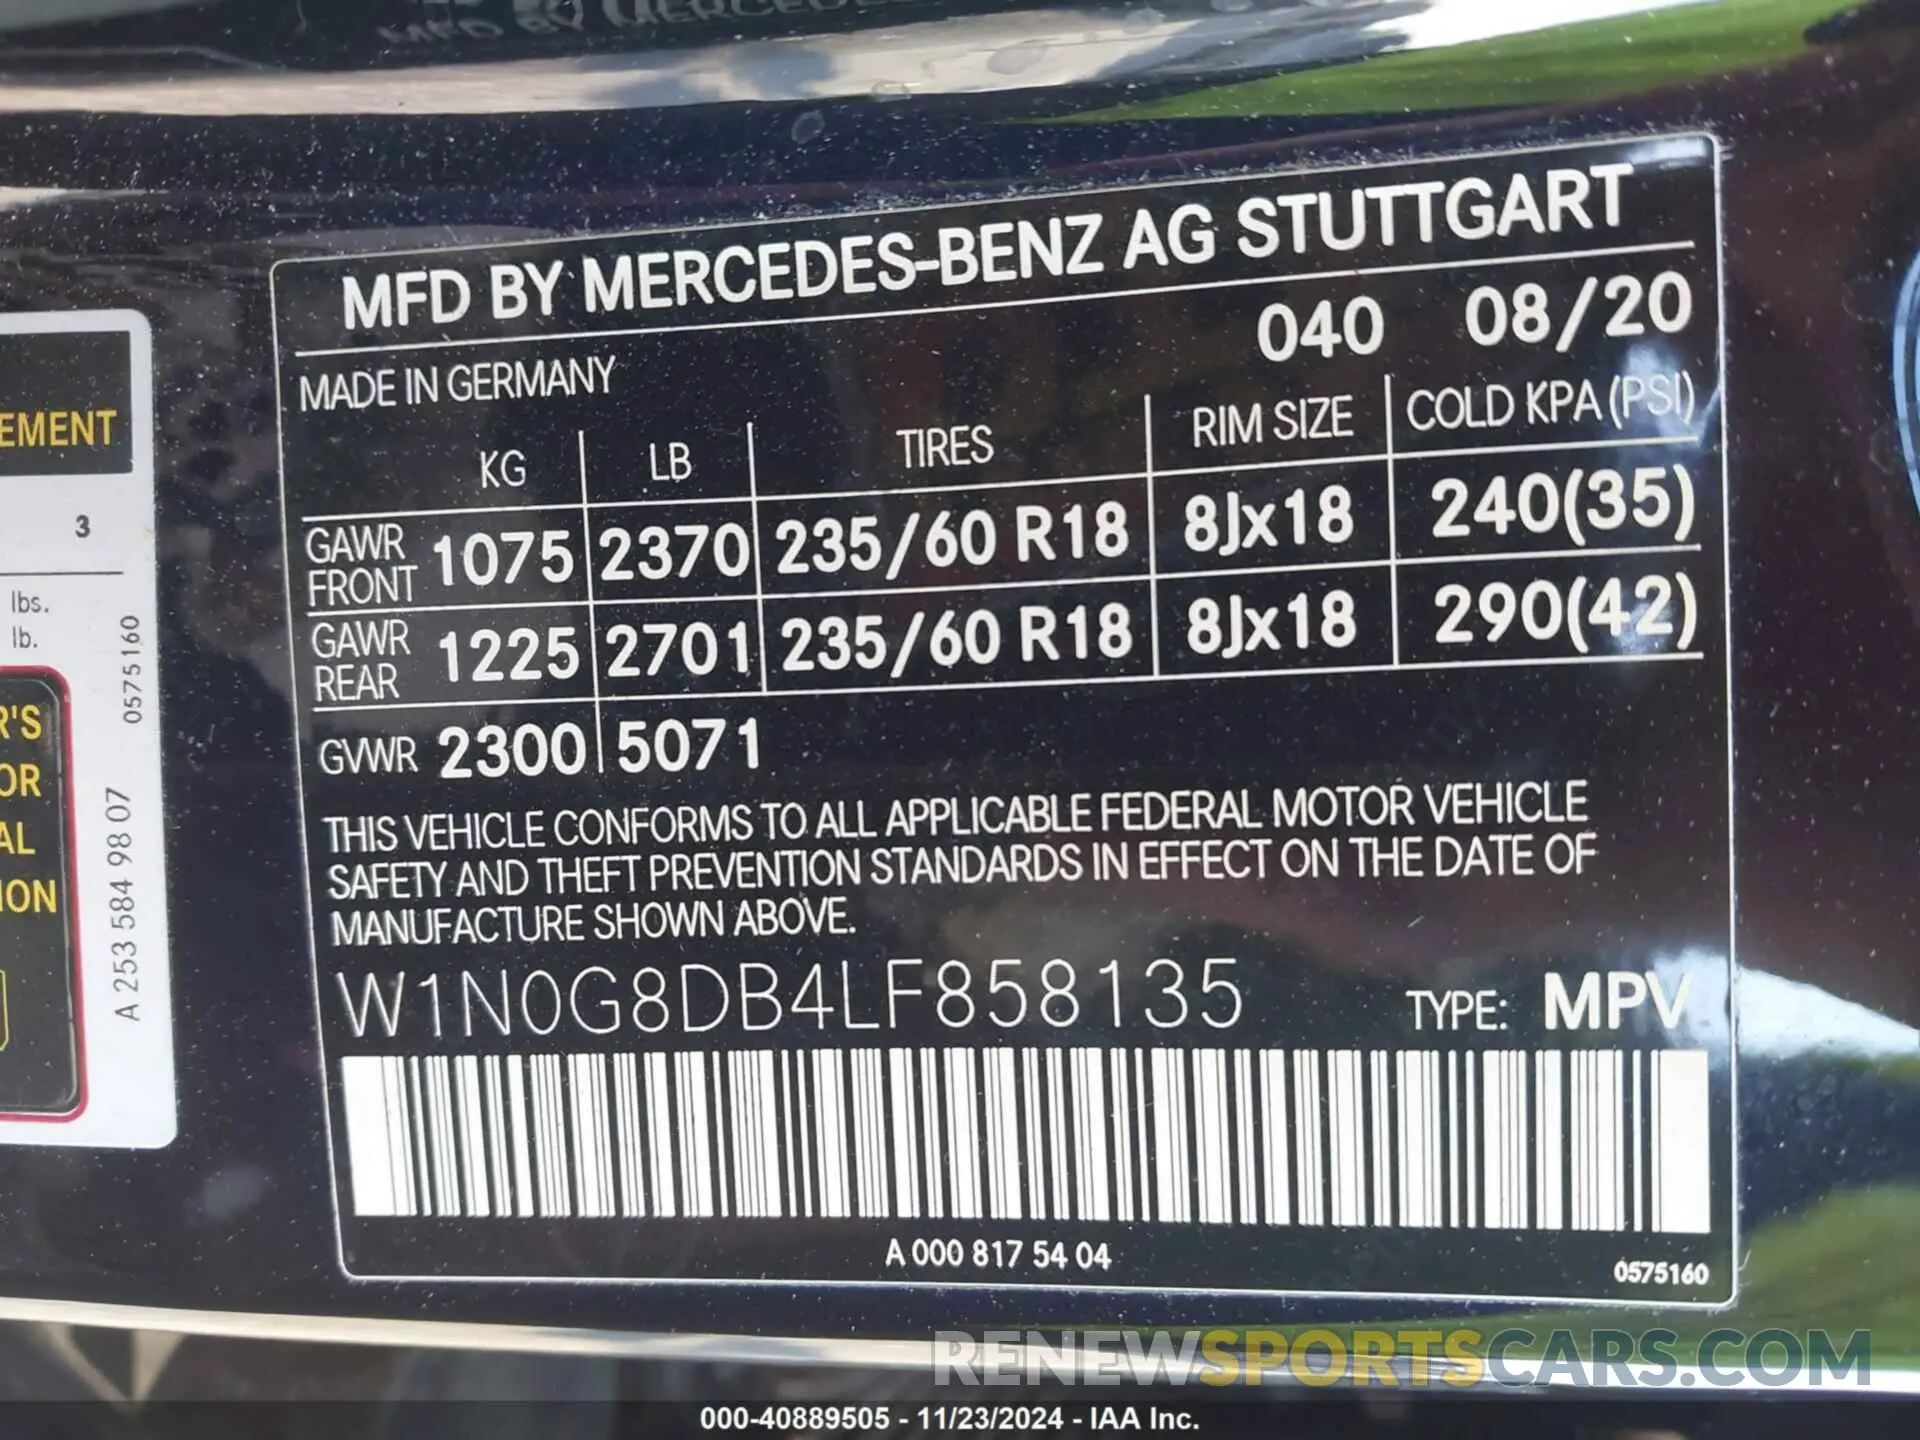 MFD BY MERCEDES
MFD BY MERCEDES-BENZ AG STUTTGART
040 08/20
MADE IN GERMANY
KG LB TIRES RIM SIZE COLD KPA (PSI)
GAWR FRONT 1075 2370 235/60 R18 8Jx18 240(35)
GAWR REAR 1225 2701 235/60 R18 8Jx18 290(42)
GVWR 2300 5071
THIS VEHICLE CONFORMS TO ALL APPLICABLE FEDERAL MOTOR VEHICLE
SAFETY AND THEFT PREVENTION STANDARDS IN EFFECT ON THE DATE OF
MANUFACTURE SHOWN ABOVE.
W1N0G8DB4LF858135 TYPE: MPV
A 000 817 54 04
0575160
EMENT
3
lbs.
lb.
R'S
OR
AL
ION
A 253 584 98 07 0575160
RENEWSPORTSCARS.COM
000-40889505 - 11/23/2024 - IAA Inc.